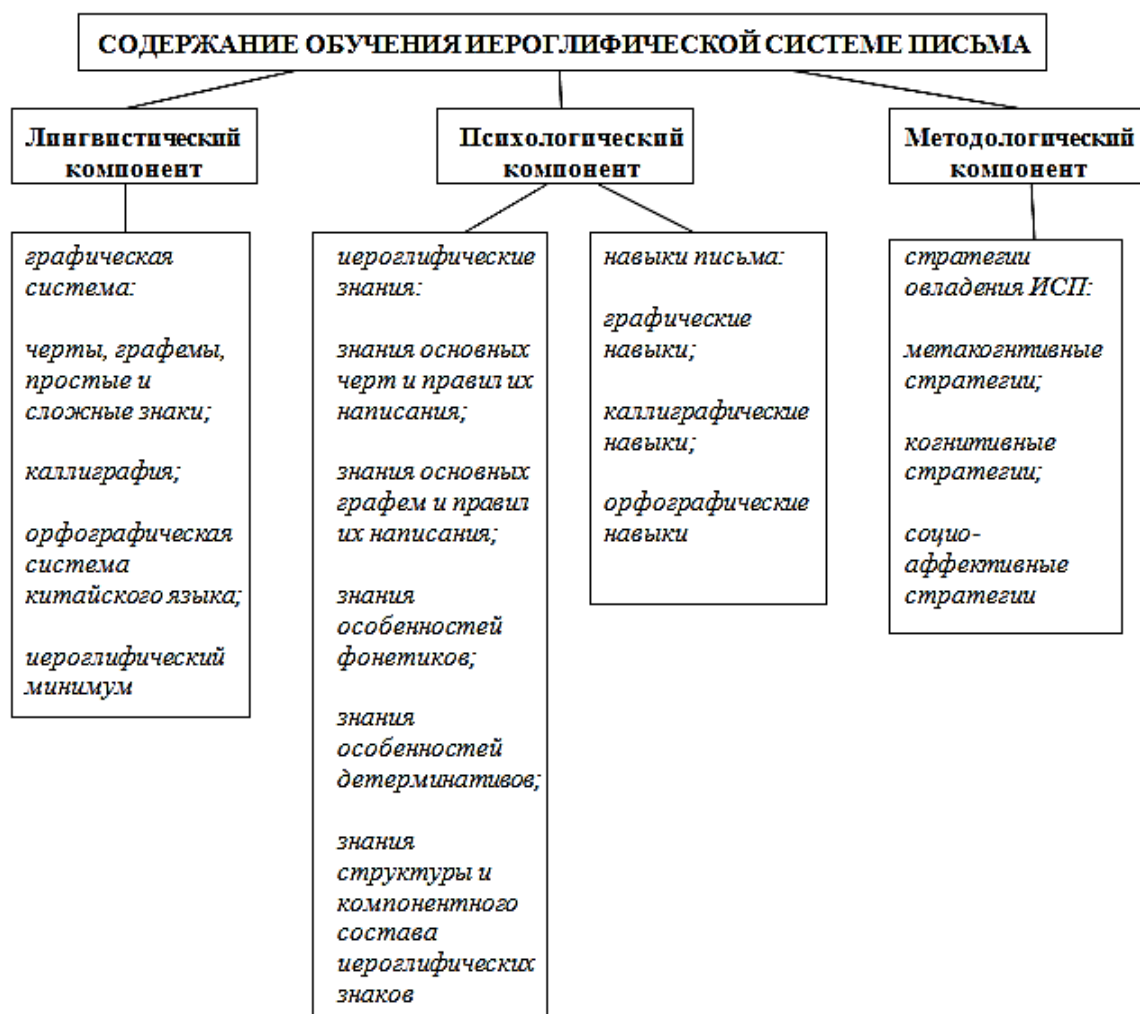 СОДЕРЖАНИЕ ОБУЧЕНИЯ ИЕРОГЛИФИЧЕСКОЙ СИСТЕМЕ ПИСЬМА
Лингвистический
компонент
Психологический
компонент
Методологический
компонент
графическая
система:
черты, графемы,
простые и
сложные знаки;
каллиграфия;
орфографическая
система
китайского языка;
иероглифический
минимум
иероглифические
знания:
знания основных
черт и правил их
написания;
знания основных
графем и правил
их написания;
знания
особенностей
фонетиков;
знания
особенностей
детерминативов;
знания
структуры и
компонентного
состава
иероглифических
знаков
навыки письма:
графические
навыки;
каллиграфические
навыки;
орфографические
навыки
стратегии
овладения ИСП:
метакогнтивные
стратегии;
когнитивные
стратегии;
социо-
аффективные
стратегии